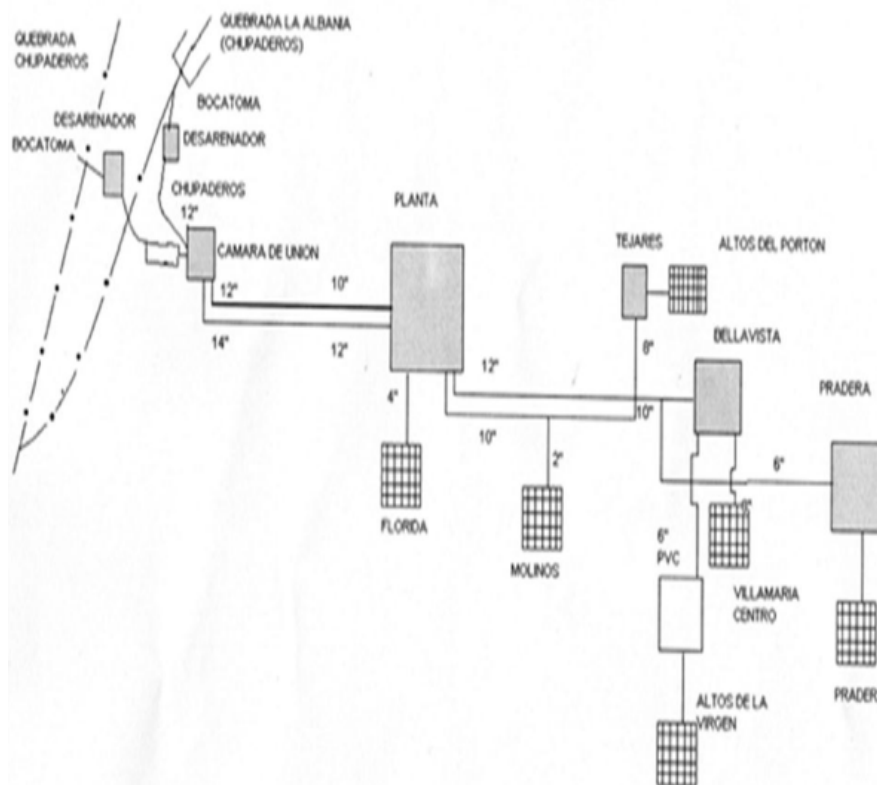 QUEBRADA LA ALBANIA
(CHUPADEROS)
QUEBRADA
CHUPADEROS
BOCATOMA
DESARENADOR
BOCATOMA
DESARENADOR
CHUPADEROS
12"
PLANTA
CAMARA DE UNION
TEJARES
ALTOS DEL PORTON
12"
10"
14"
12"
8"
BELLAVISTA
12"
PRADERA
4"
10"
10"
2"
6"
FLORIDA
6"
PVC
MOLINOS
VILLAMARIA
CENTRO
ALTOS DE LA
VIRGEN
PRADER